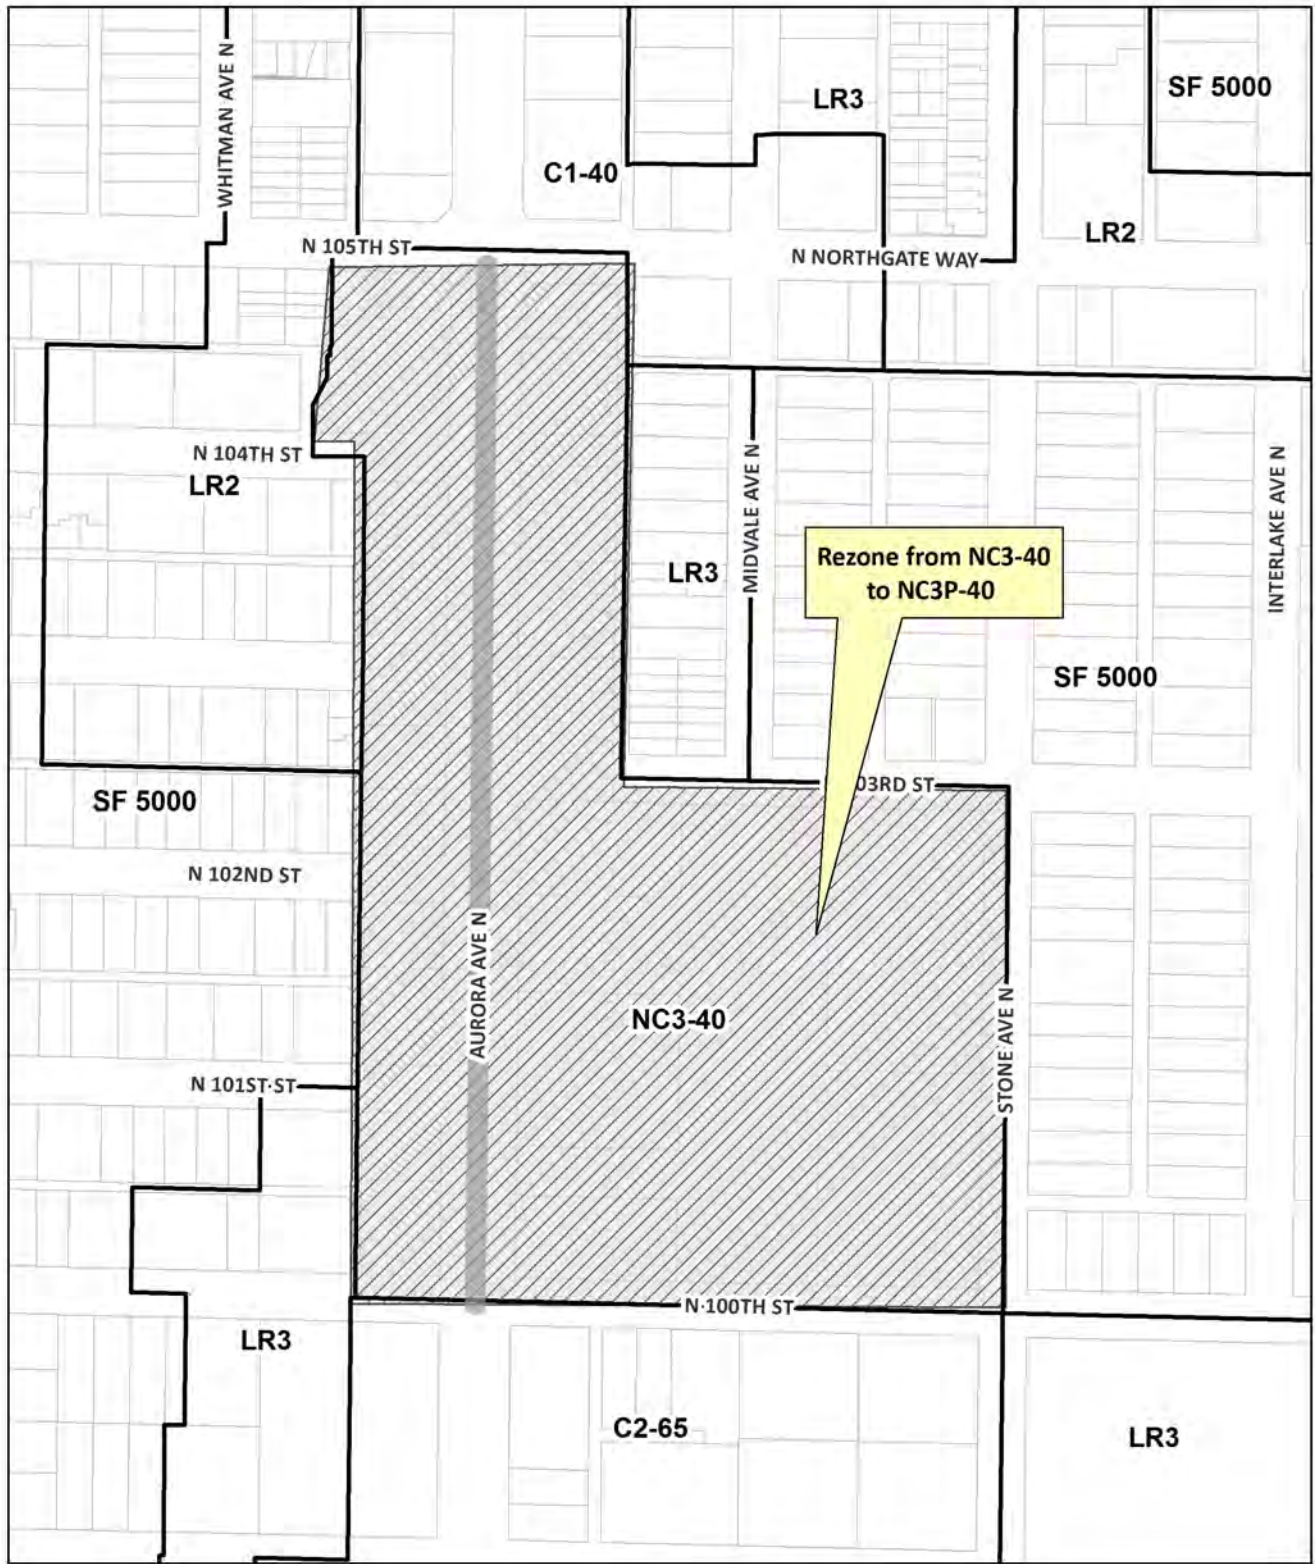 WHITMAN AVE N
LR3
SF 5000
C1-40
LR2
N 105TH ST
N NORTHGATE WAY
N 104TH ST
LR2
MIDVALE AVE N
INTERLAKE AVE N
Rezone from NC3-40
to NC3P-40
LR3
SF 5000
03RD ST
SF 5000
N 102ND ST
AURORA AVE N
NC3-40
STONE AVE N
N 101ST ST
N 100TH ST
LR3
C2-65
LR3